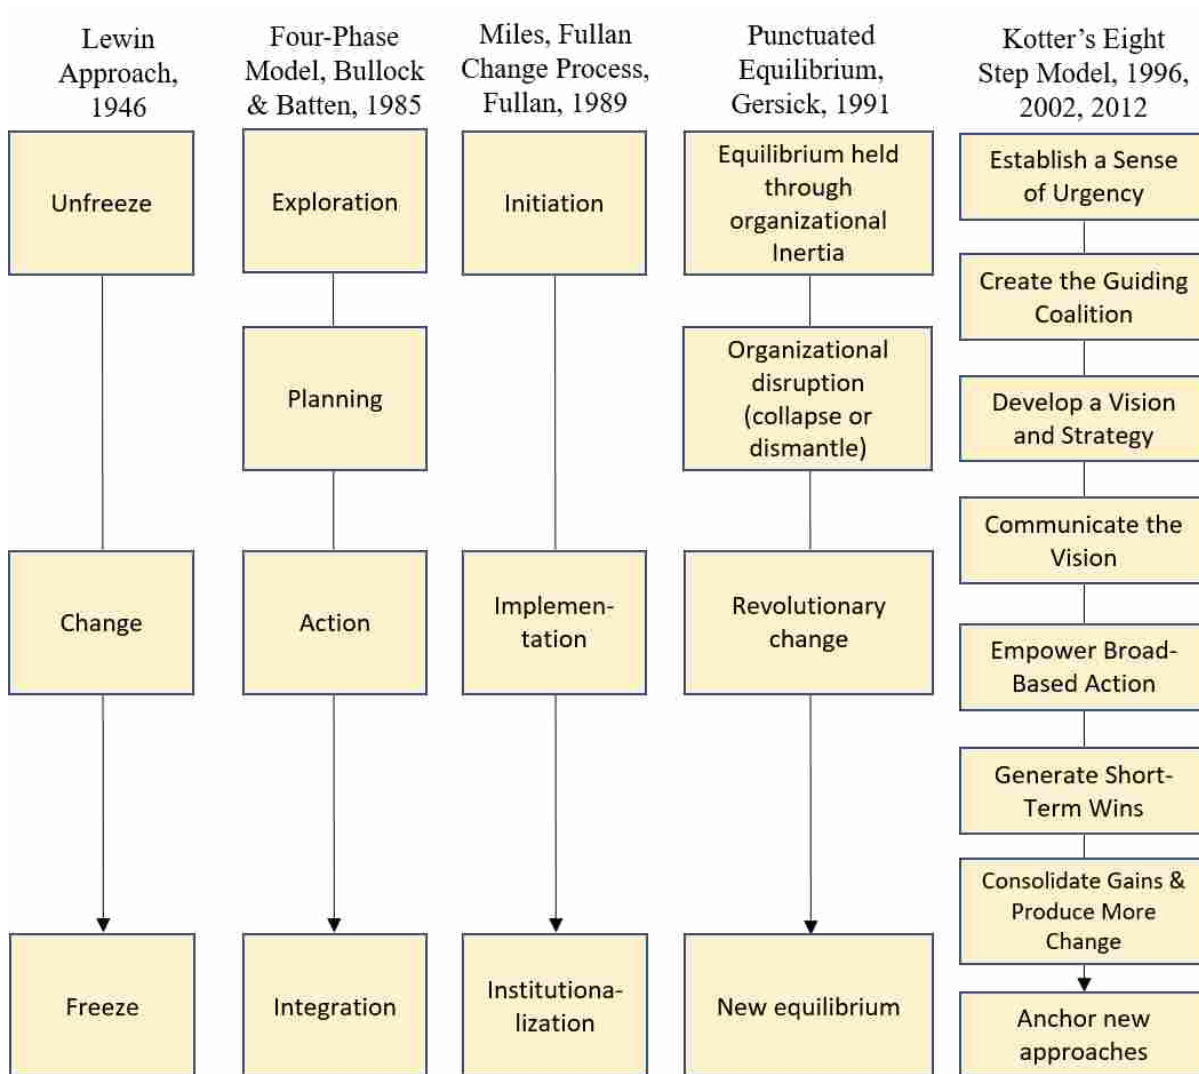 Lewin
Approach,
1946
Unfreeze
Change
Freeze
Four-Phase
Model, Bullock
& Batten, 1985
Exploration
Planning
Action
Integration
Miles, Fullan
Change Process,
Fullan, 1989
Initiation
Implemen-
tation
Institutiona-
lization
Punctuated
Equilibrium,
Gersick, 1991
Equilibrium held
through
organizational
Inertia
Organizational
disruption
(collapse or
dismantle)
Revolutionary
change
New equilibrium
Kotter’s Eight
Step Model, 1996,
2002, 2012
Establish a Sense
of Urgency
Create the Guiding
Coalition
Develop a Vision
and Strategy
Communicate the
Vision
Empower Broad-
Based Action
Generate Short-
Term Wins
Consolidate Gains &
Produce More
Change
Anchor new
approaches